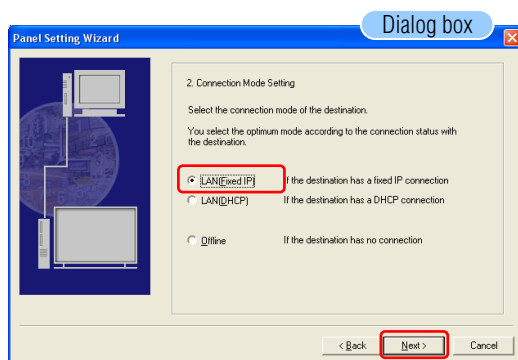 Dialog box
Panel Setting Wizard
2. Connection Mode Setting
Select the connection mode of the destination.
You select the optimum mode according to the connection status with
the destination.
LAN(Fixed IP) If the destination has a fixed IP connection
LAN(DHCP) If the destination has a DHCP connection
Offline If the destination has no connection
< Back Next > Cancel